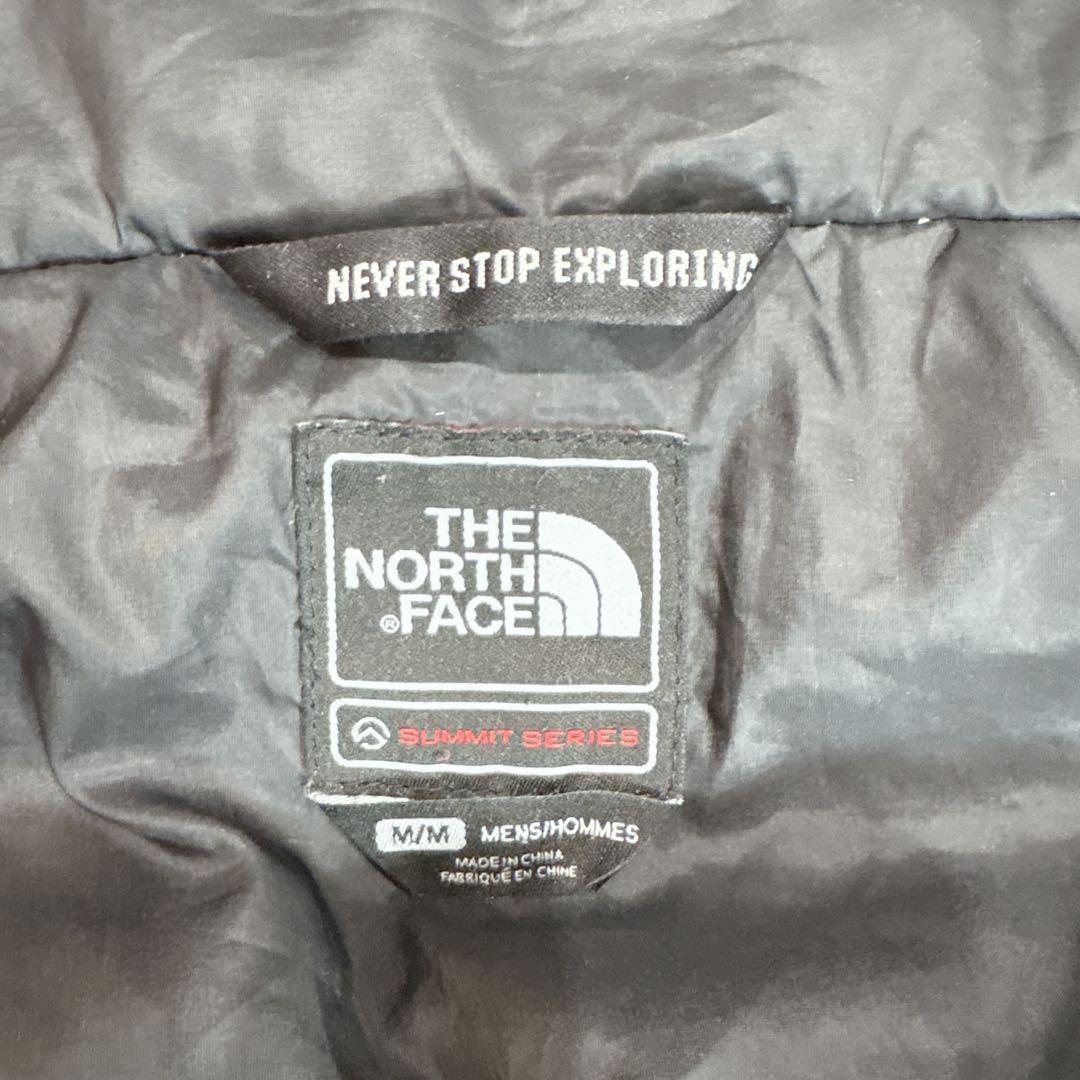 NEVER STOP EXPLORING
THE
NORTH
®FACE
SUMMIT SERIES
M/M MENS/HOMMES
MADE IN CHINA
FABRIQUÉ EN CHINE